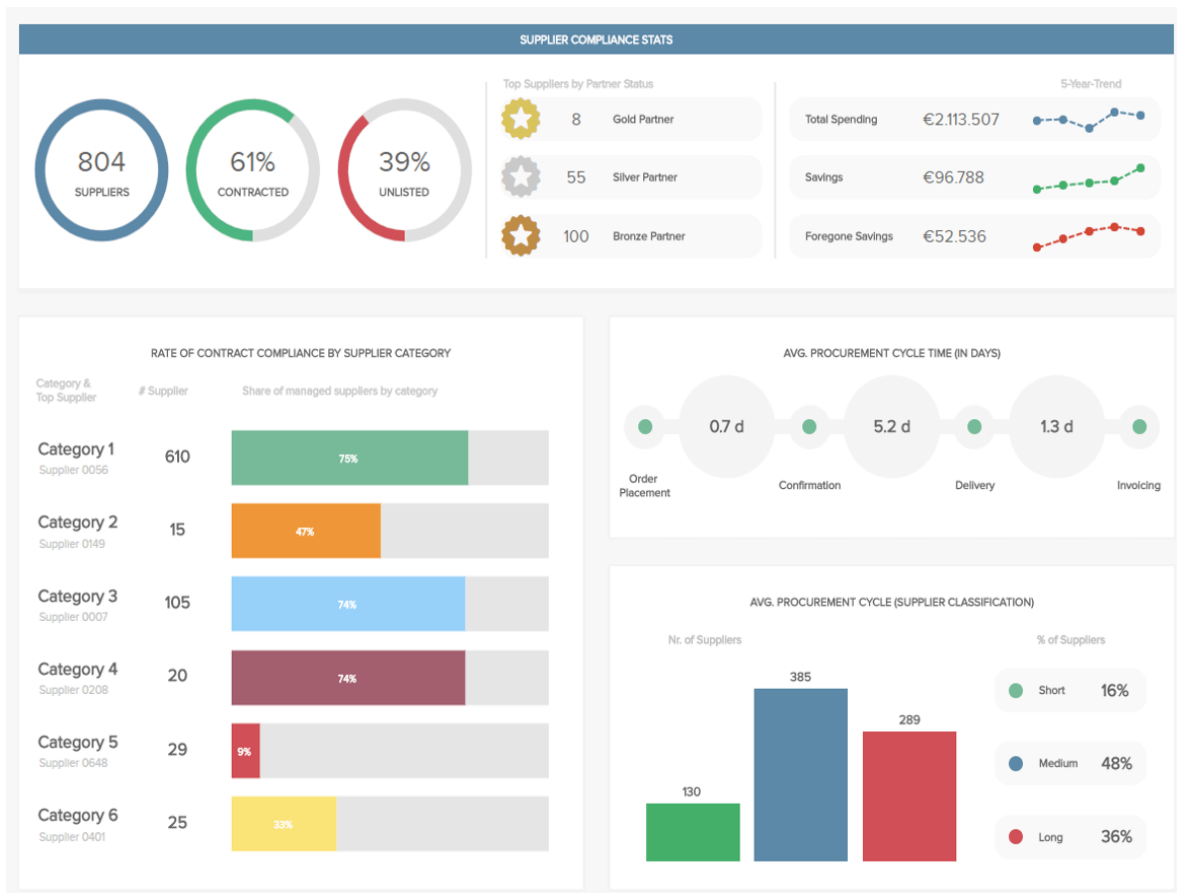 SUPPLIER COMPLIANCE STATS
804
SUPPLIERS
61%
CONTRACTED
39%
UNLISTED
Top Suppliers by Partner Status
8 Gold Partner
55 Silver Partner
100 Bronze Partner
5-Year-Trend
Total Spending €2.113.507
Savings €96.788
Foregone Savings €52.536
RATE OF CONTRACT COMPLIANCE BY SUPPLIER CATEGORY
Category &
Top Supplier
# Supplier
Share of managed suppliers by category
Category 1
Supplier 0056
610
75%
Category 2
Supplier 0149
15
47%
Category 3
Supplier 0007
105
74%
Category 4
Supplier 0208
20
74%
Category 5
Supplier 0648
29
9%
Category 6
Supplier 0401
25
33%
AVG. PROCUREMENT CYCLE TIME (IN DAYS)
0.7 d
5.2 d
1.3 d
Order
Placement
Confirmation
Delivery
Invoicing
AVG. PROCUREMENT CYCLE (SUPPLIER CLASSIFICATION)
Nr. of Suppliers
130
385
289
% of Suppliers
Short 16%
Medium 48%
Long 36%